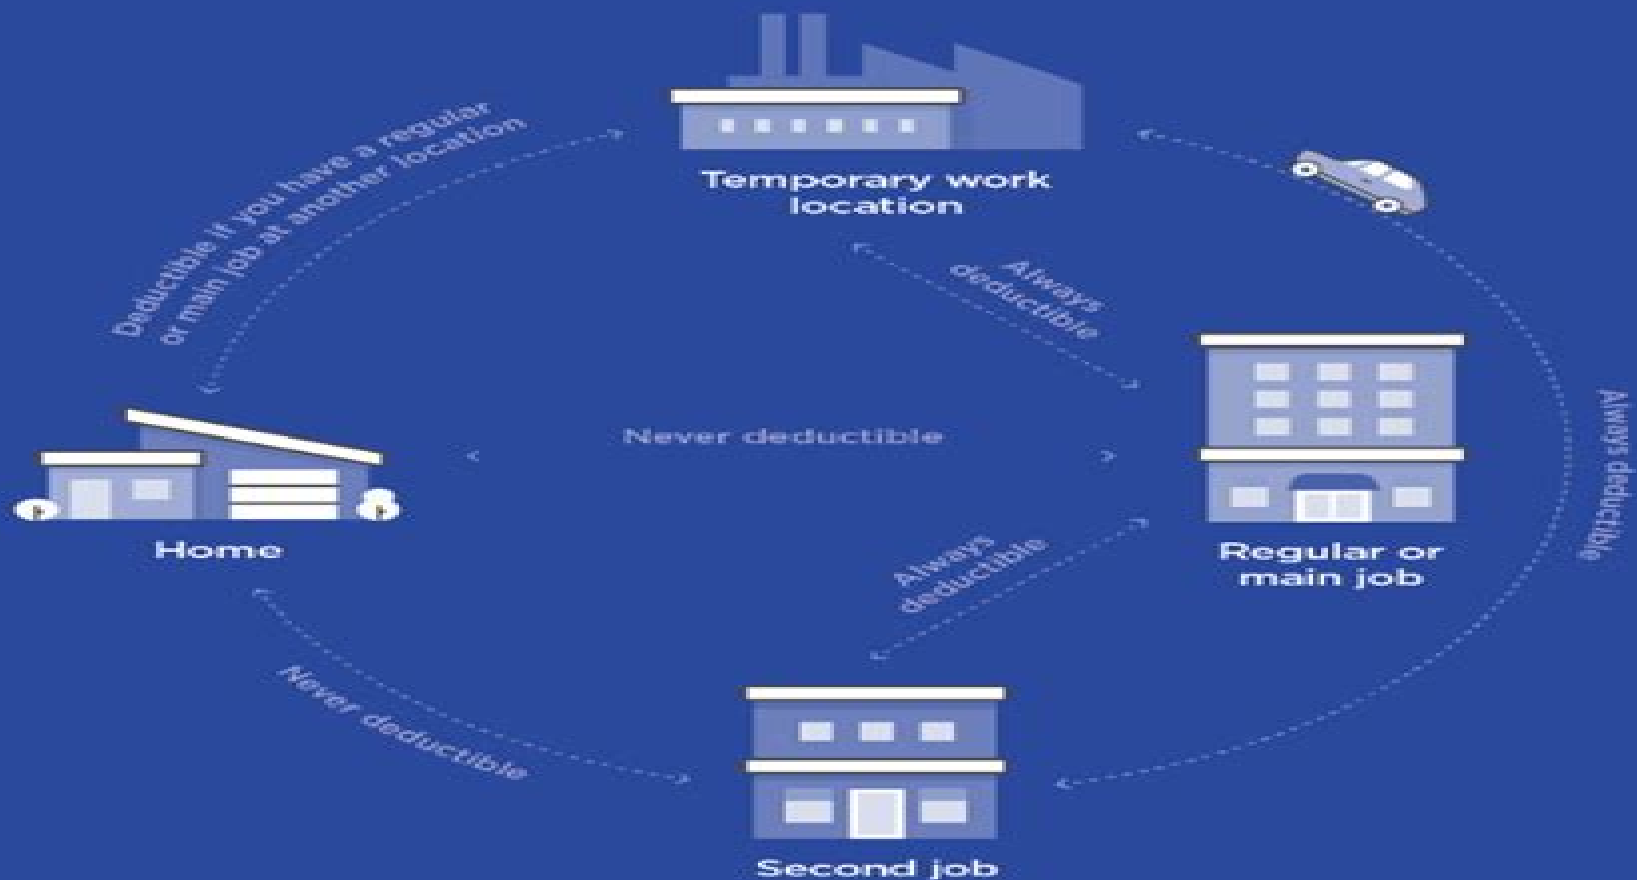 Deductible if you have a regular
or main job at another location
Temporary work
location
Always
deductible
Never deductible
Always deductible
Home
Regular or
main job
Always
deductible
Never deductible
Second job